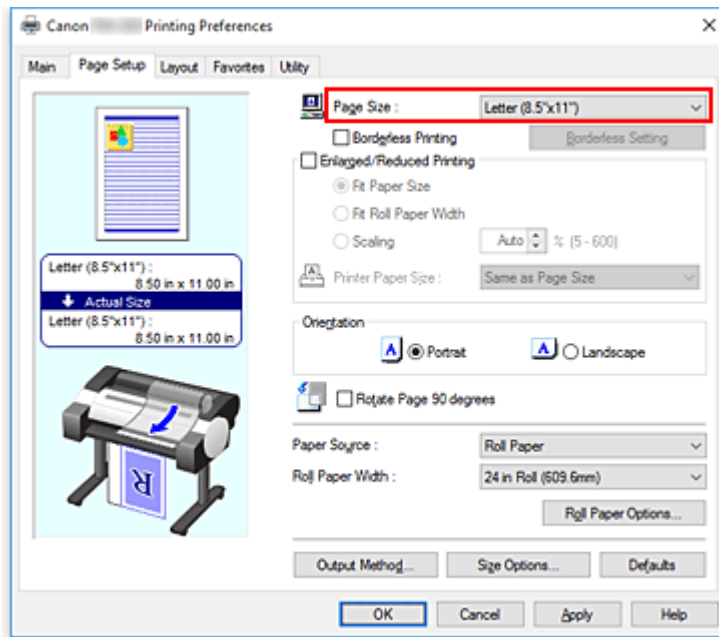 Canon Printing Preferences
Main Page Setup Layout Favorites Utility
Page Size : Letter (8.5"x11")
Borderless Printing Borderless Setting
Enlarged/Reduced Printing
Fit Paper Size
Fit Roll Paper Width
Scaling Auto % (5 - 600)
Printer Paper Size : Same as Page Size
Letter (8.5"x11") :
8.50 in x 11.00 in
Actual Size
Letter (8.5"x11") :
8.50 in x 11.00 in
Orientation
A Portrait A Landscape
Rotate Page 90 degrees
R
Paper Source : Roll Paper
Roll Paper Width : 24 in Roll (609.6mm)
Roll Paper Options...
Output Method... Size Options... Defaults
OK Cancel Apply Help